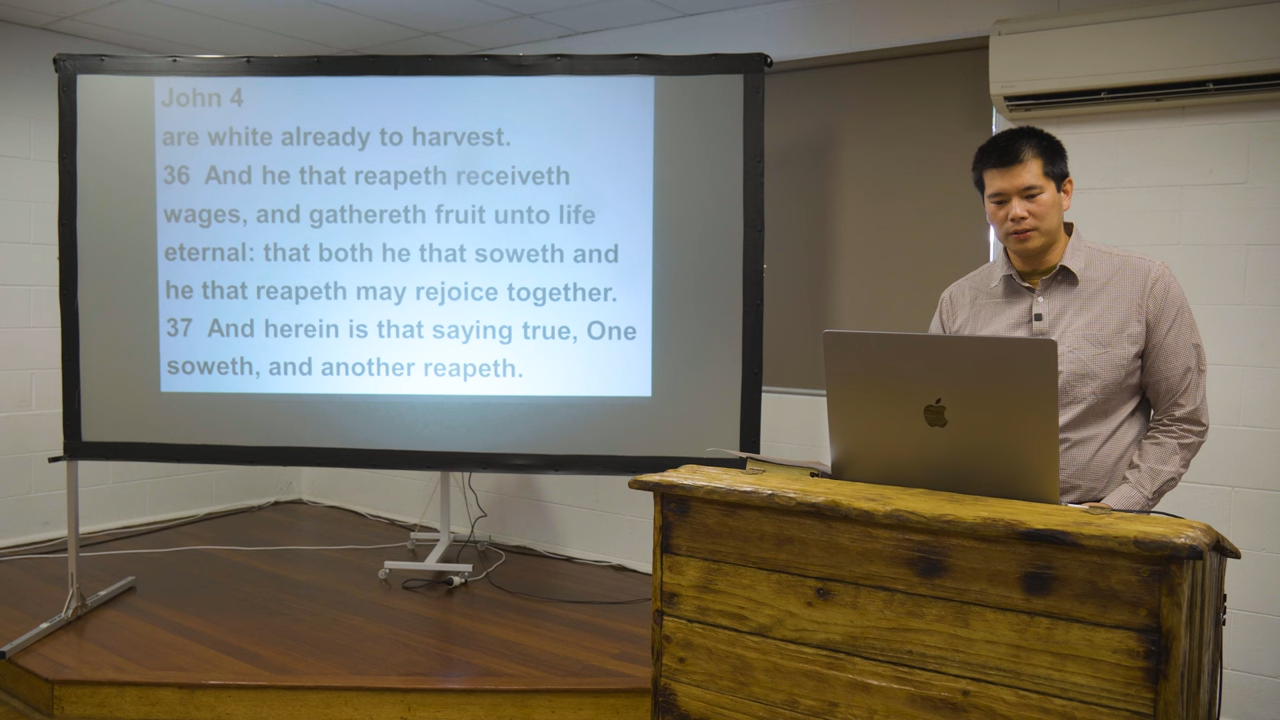 John 4
are white already to harvest.
36 And he that reapeth receiveth
wages, and gathereth fruit unto life
eternal: that both he that soweth and
he that reapeth may rejoice together.
37 And herein is that saying true, One
soweth, and another reapeth.